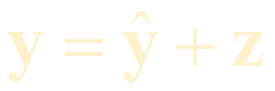 y = ŷ + z